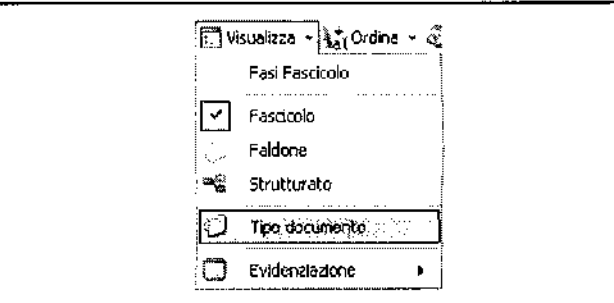 Visualizza Ordina
Fasi Fascicolo
Fascicolo
Faldone
Strutturato
Tipo documento
Evidenziazione